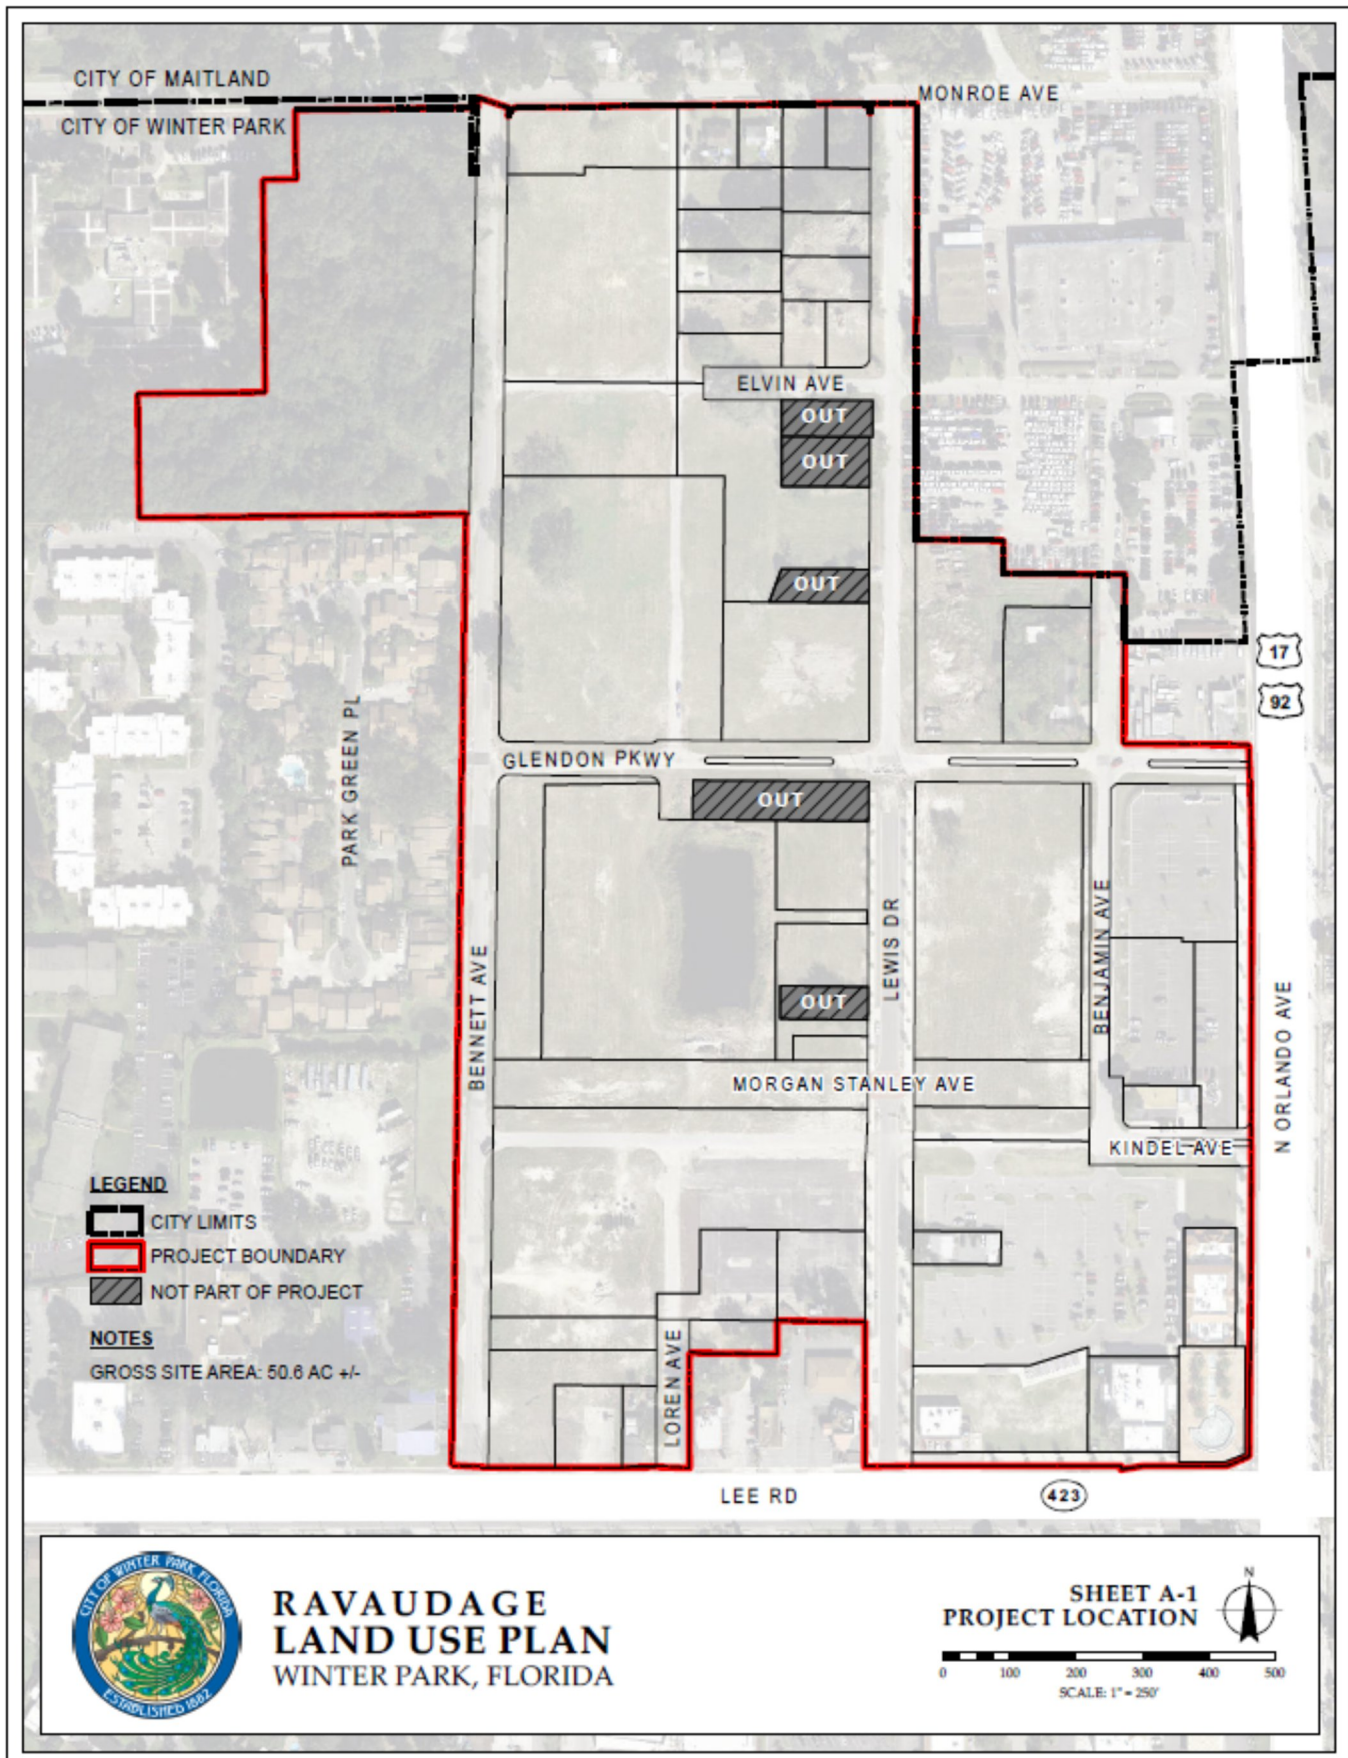 CITY OF MAITLAND
MONROE AVE
CITY OF WINTER PARK
ELVIN AVE
OUT
OUT
OUT
17
92
PARK GREEN PL
GLENDON PKWY
OUT
BENNETT AVE
LEWIS DR
BENJAMIN AVE
N ORLANDO AVE
OUT
MORGAN STANLEY AVE
KINDEL AVE
LEGEND
CITY LIMITS
PROJECT BOUNDARY
NOT PART OF PROJECT
NOTES
GROSS SITE AREA: 50.6 AC +/-
LOREN AVE
LEE RD
423
CITY OF WINTER PARK, FLORIDA
ESTABLISHED 1882
RAVAUDAGE
LAND USE PLAN
WINTER PARK, FLORIDA
SHEET A-1
PROJECT LOCATION
N
0 100 200 300 400 500
SCALE: 1" = 250'